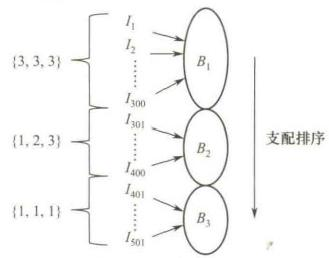 I₁
I₂
{3, 3, 3}
B₁
I₃₀₀
I₃₀₁
{1, 2, 3}
B₂
支配排序
I₄₀₀
I₄₀₁
{1, 1, 1}
B₃
I₅₀₁